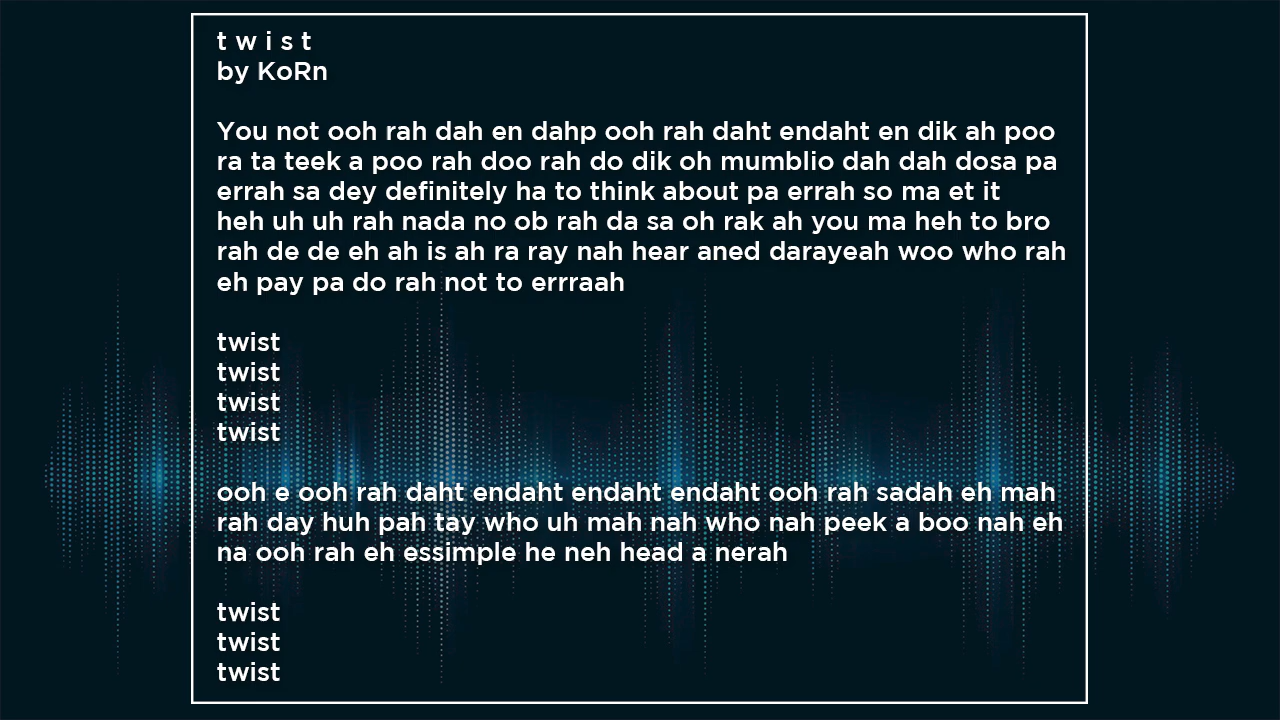 t w i s t
by KoRn
You not ooh rah dah en dahp ooh rah daht endaht en dik ah poo
ra ta teek a poo rah doo rah do dik oh mumblio dah dah dosa pa
errah sa dey definitely ha to think about pa errah so ma et it
heh uh uh rah nada no ob rah da sa oh rak ah you ma heh to bro
rah de de eh ah is ah ra ray nah hear aned darayeah woo who rah
eh pay pa do rah not to errraah
twist
twist
twist
twist
ooh e ooh rah daht endaht endaht endaht ooh rah sadah eh mah
rah day huh pah tay who uh mah nah who nah peek a boo nah eh
na ooh rah eh essimple he neh head a nerah
twist
twist
twist